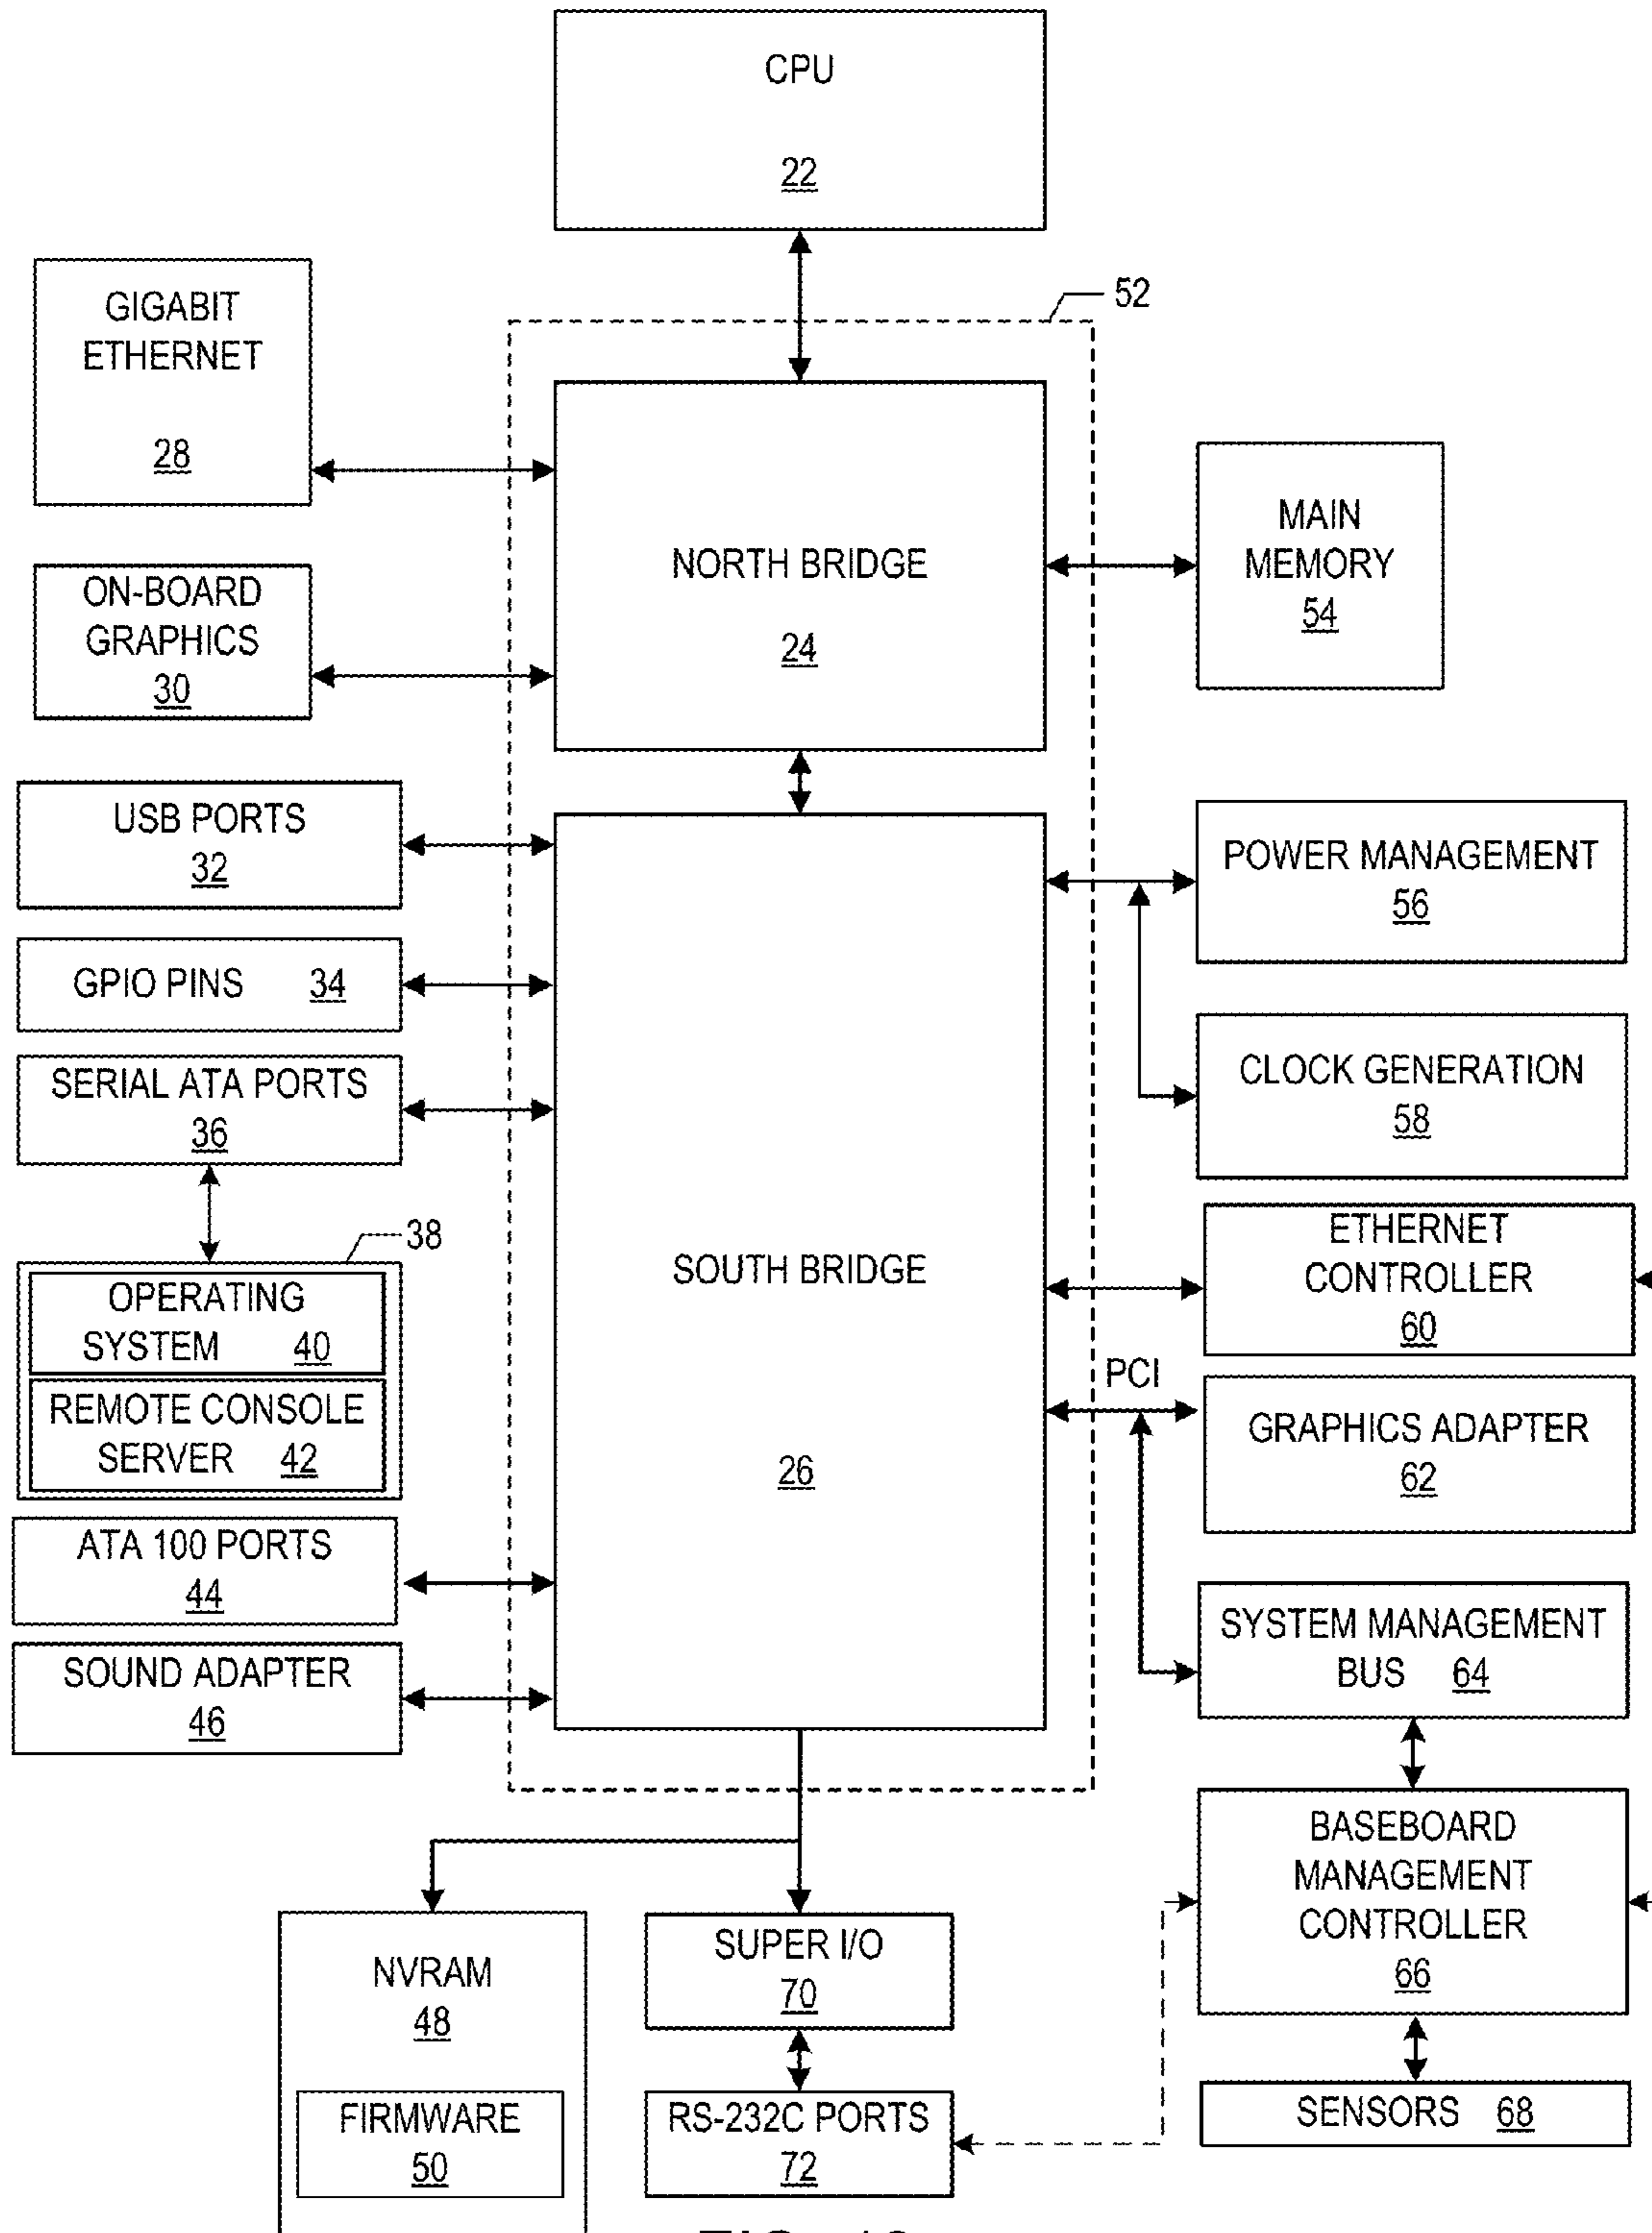 CPU
22
52
GIGABIT
ETHERNET
28
NORTH BRIDGE
24
MAIN
MEMORY
54
ON-BOARD
GRAPHICS
30
USB PORTS
32
GPIO PINS 34
SERIAL ATA PORTS
36
38
OPERATING
SYSTEM 40
REMOTE CONSOLE
SERVER 42
ATA 100 PORTS
44
SOUND ADAPTER
46
SOUTH BRIDGE
26
POWER MANAGEMENT
56
CLOCK GENERATION
58
ETHERNET
CONTROLLER
60
PCI
GRAPHICS ADAPTER
62
SYSTEM MANAGEMENT
BUS 64
BASEBOARD
MANAGEMENT
CONTROLLER
66
SENSORS 68
NVRAM
48
FIRMWARE
50
SUPER I/O
70
RS-232C PORTS
72